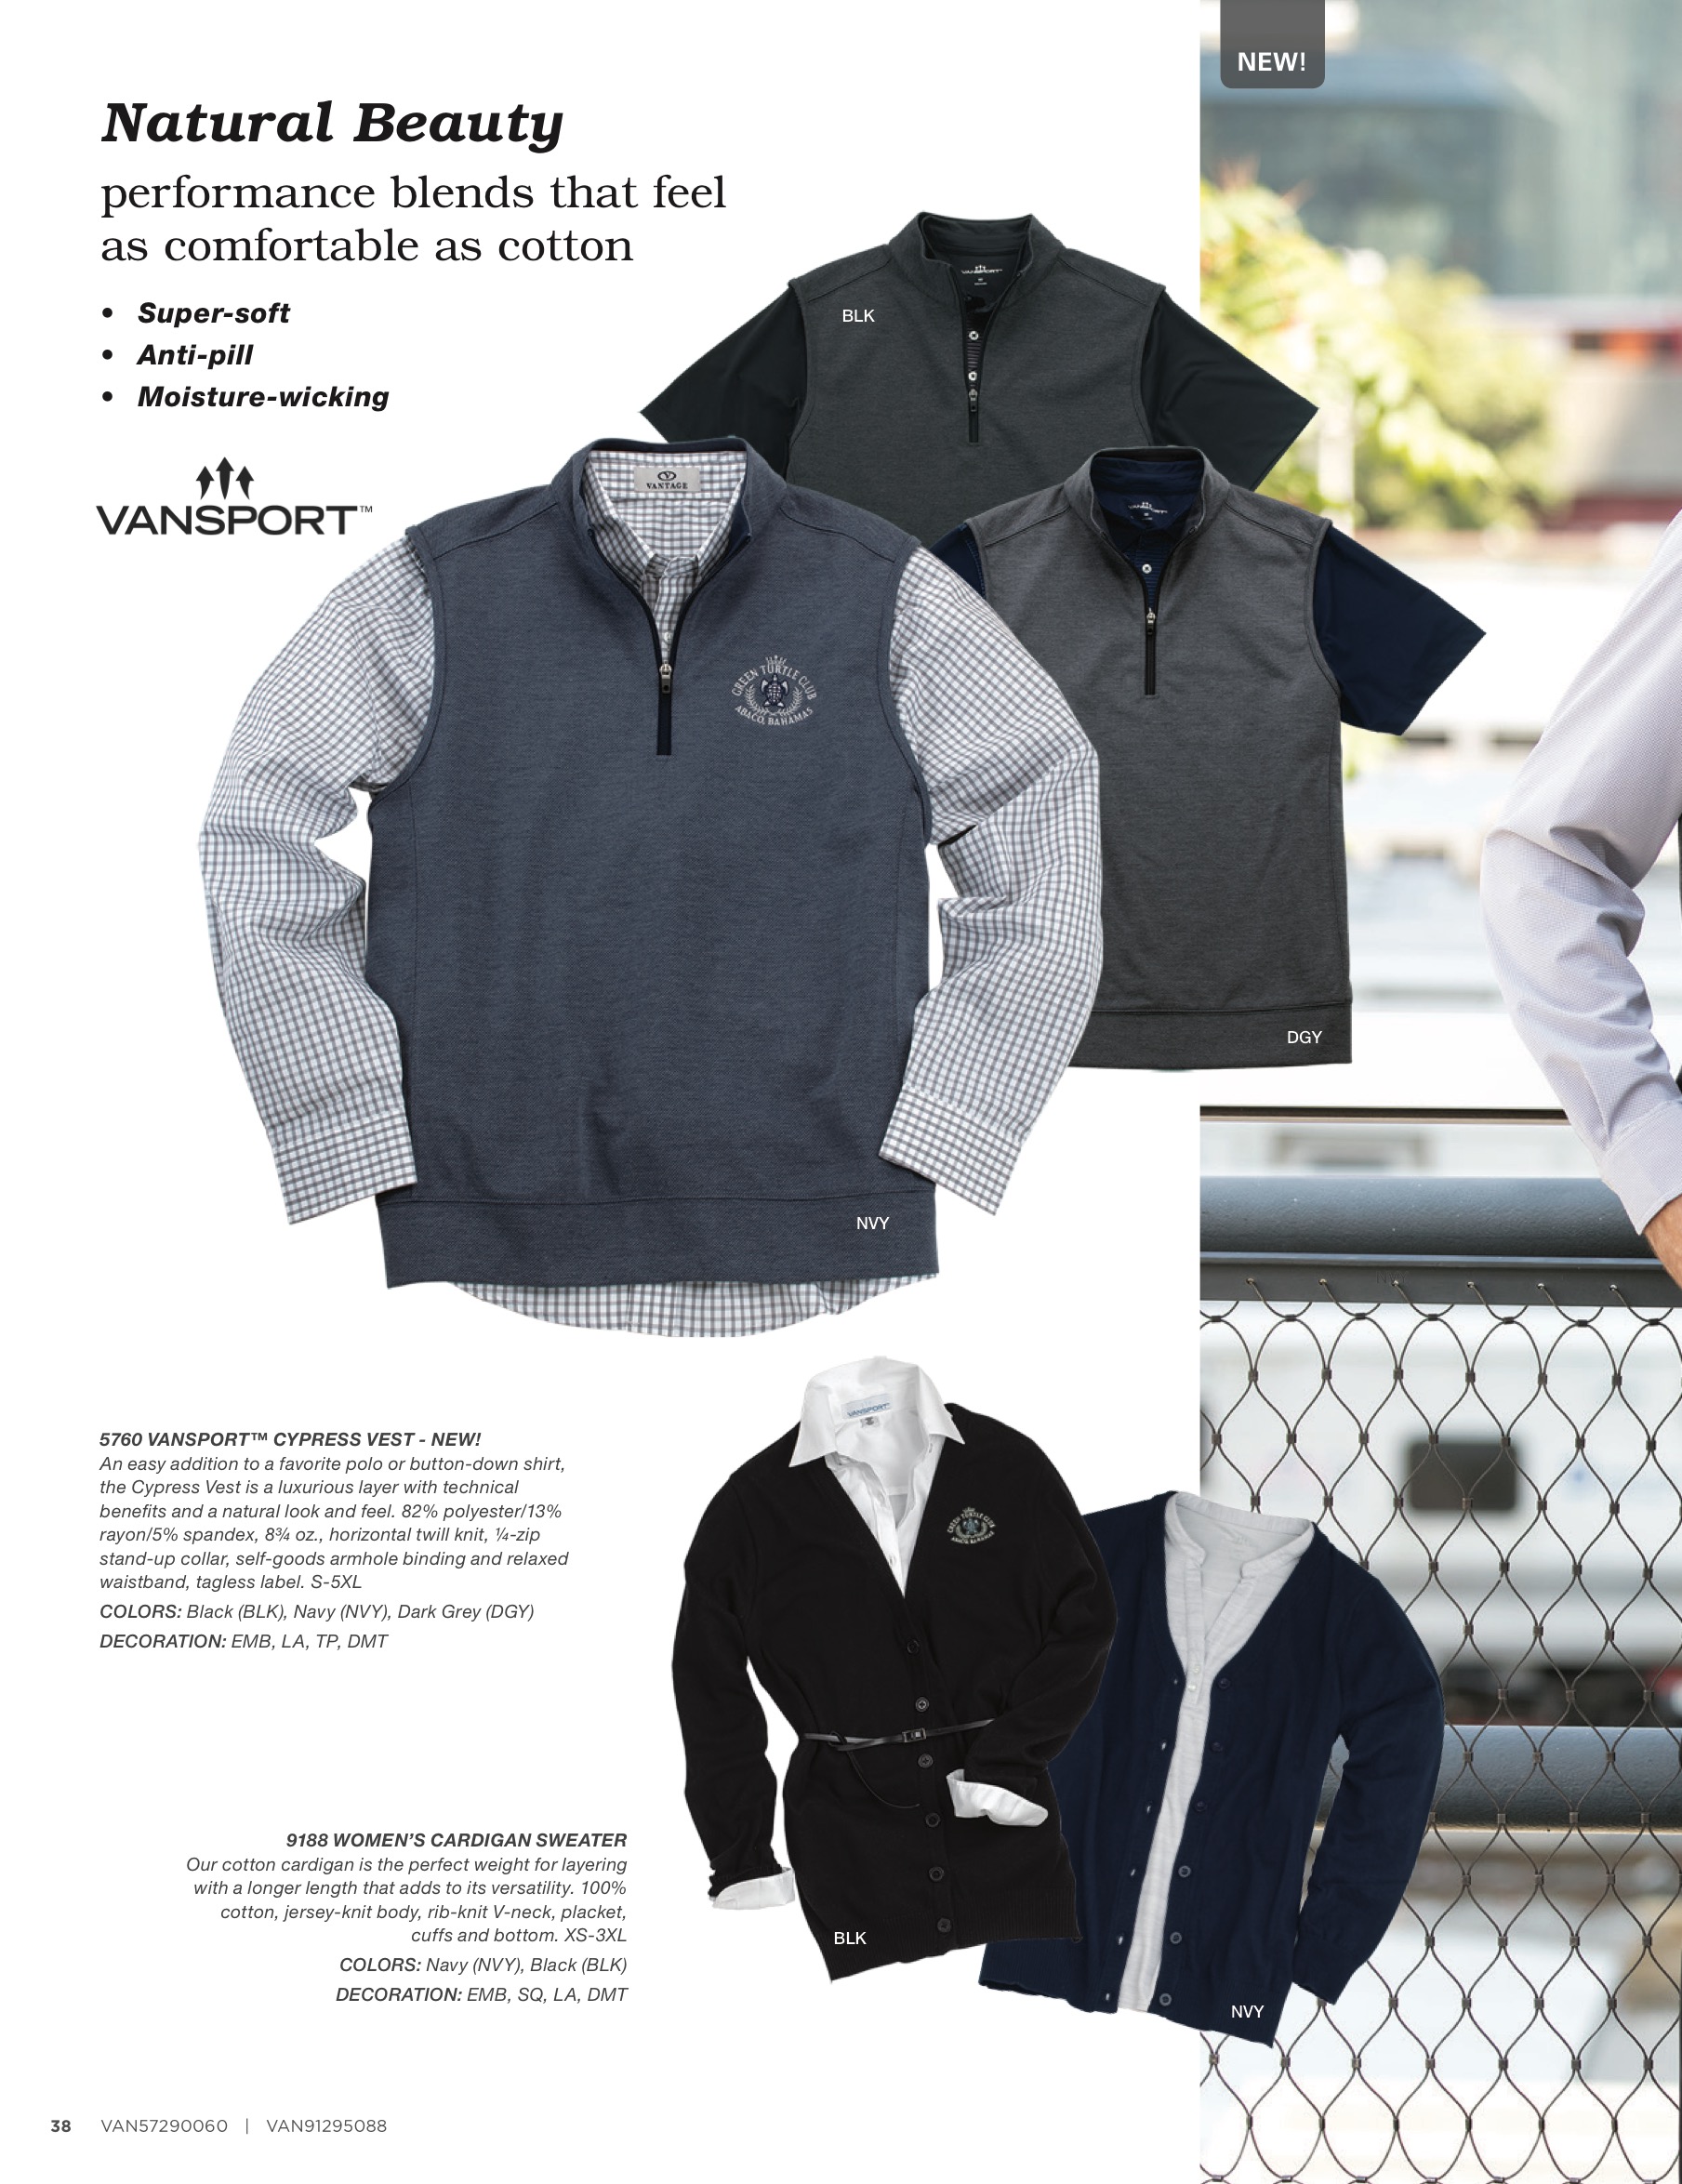 NEW!
Natural Beauty
performance blends that feel
as comfortable as cotton
• Super-soft
• Anti-pill
• Moisture-wicking
VANSPORT™
VANSPORT
BLK
VANTAGE
GREEN TURTLE CLUB
ABACO, BAHAMAS
DGY
NVY
5760 VANSPORT™ CYPRESS VEST - NEW!
An easy addition to a favorite polo or button-down shirt,
the Cypress Vest is a luxurious layer with technical
benefits and a natural look and feel. 82% polyester/13%
rayon/5% spandex, 8¾ oz., horizontal twill knit, ¼-zip
stand-up collar, self-goods armhole binding and relaxed
waistband, tagless label. S-5XL
COLORS: Black (BLK), Navy (NVY), Dark Grey (DGY)
DECORATION: EMB, LA, TP, DMT
VANSPORT
GREEN TURTLE CLUB
ABACO, BAHAMAS
9188 WOMEN’S CARDIGAN SWEATER
Our cotton cardigan is the perfect weight for layering
with a longer length that adds to its versatility. 100%
cotton, jersey-knit body, rib-knit V-neck, placket,
cuffs and bottom. XS-3XL
COLORS: Navy (NVY), Black (BLK)
DECORATION: EMB, SQ, LA, DMT
BLK
NVY
38 VAN57290060 | VAN91295088